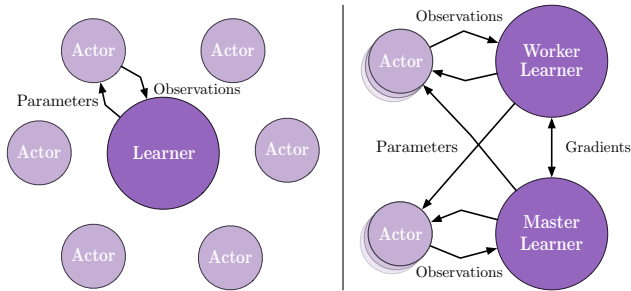 Actor
Actor
Parameters
Observations
Actor
Learner
Actor
Actor
Actor
Observations
Actor
Worker
Learner
Parameters
Gradients
Actor
Master
Learner
Observations